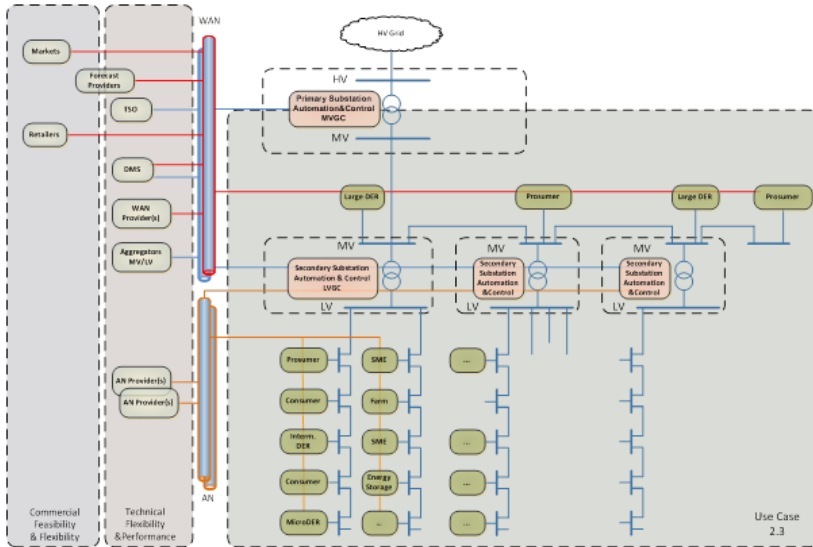 WAN
HV Grid
Markets
Forecast
Providers
TSO
Retailers
DMS
WAN
Provider(s)
Aggregators
MV/LV
HV
Primary Substation
Automation&Control
MVGC
MV
Large DER
Prosumer
Large DER
Prosumer
MV
Secondary Substation
Automation & Control
LVGC
LV
MV
Secondary
Substation
Automation
&Control
LV
MV
Secondary
Substation
Automation
&Control
LV
AN Provider(s)
AN Provider(s)
AN
Prosumer
Consumer
Interm.
DER
Consumer
MicroDER
SME
Farm
SME
Energy
Storage
...
...
...
...
...
Commercial
Feasibility
& Flexibility
Technical
Flexibility
&Performance
Use Case
2.3